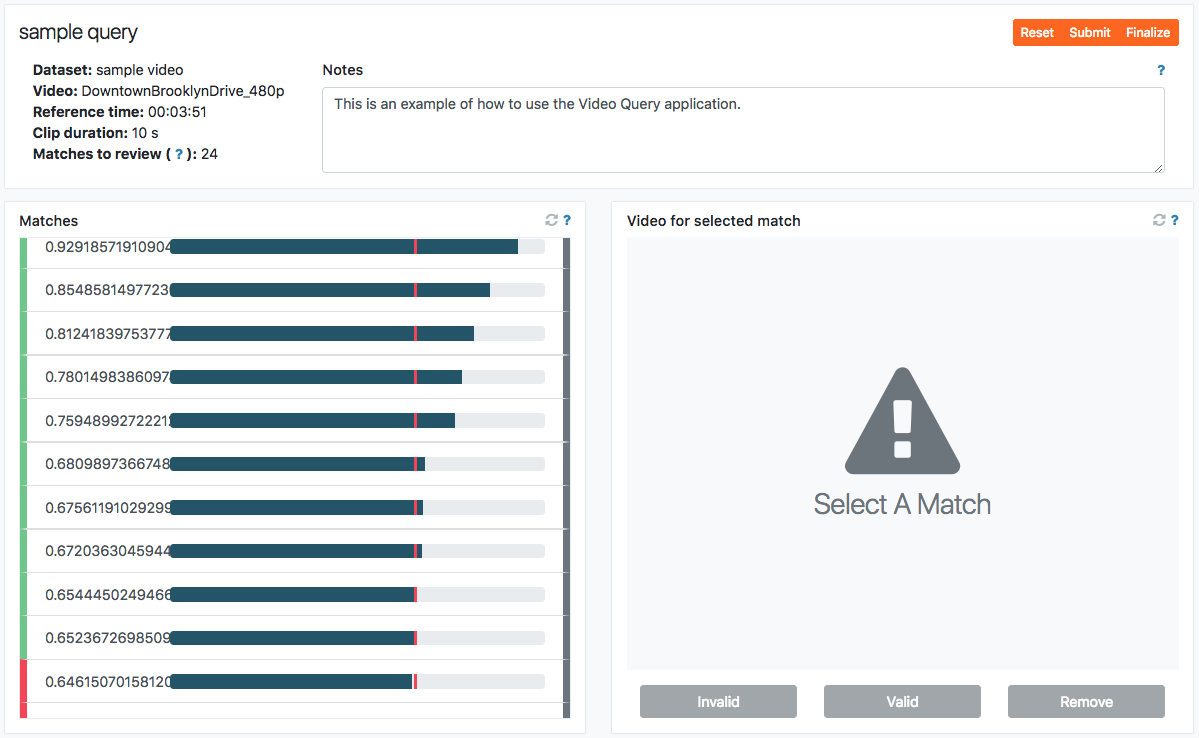 sample query
Reset Submit Finalize
Dataset: sample video
Video: DowntownBrooklynDrive_480p
Reference time: 00:03:51
Clip duration: 10 s
Matches to review ( ? ): 24
Notes ?
This is an example of how to use the Video Query application.
Matches ?
0.92918571910904
0.8548581497723
0.81241839753777
0.7801498386097
0.7594899272221
0.6809897366748
0.67561191029299
0.6720363045944
0.6544450249466
0.6523672698509
0.64615070158120
Video for selected match ?
Select A Match
Invalid Valid Remove